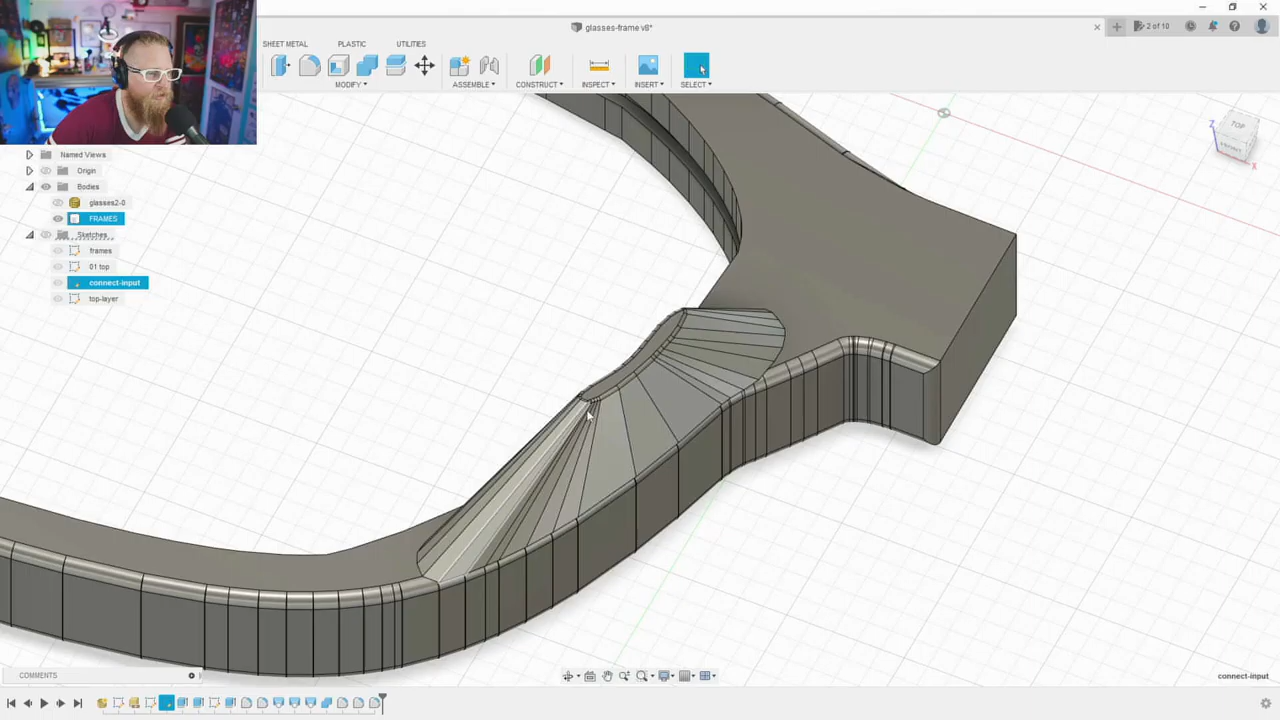 glasses-frame v8*
2 of 10
SHEET METAL PLASTIC UTILITIES
MODIFY ASSEMBLE CONSTRUCT INSPECT INSERT SELECT
TOP
FRONT
Z
X
Named Views
Origin
Bodies
glasses2-0
FRAMES
Sketches
frames
01 top
connect-input
top-layer
COMMENTS
connect-input